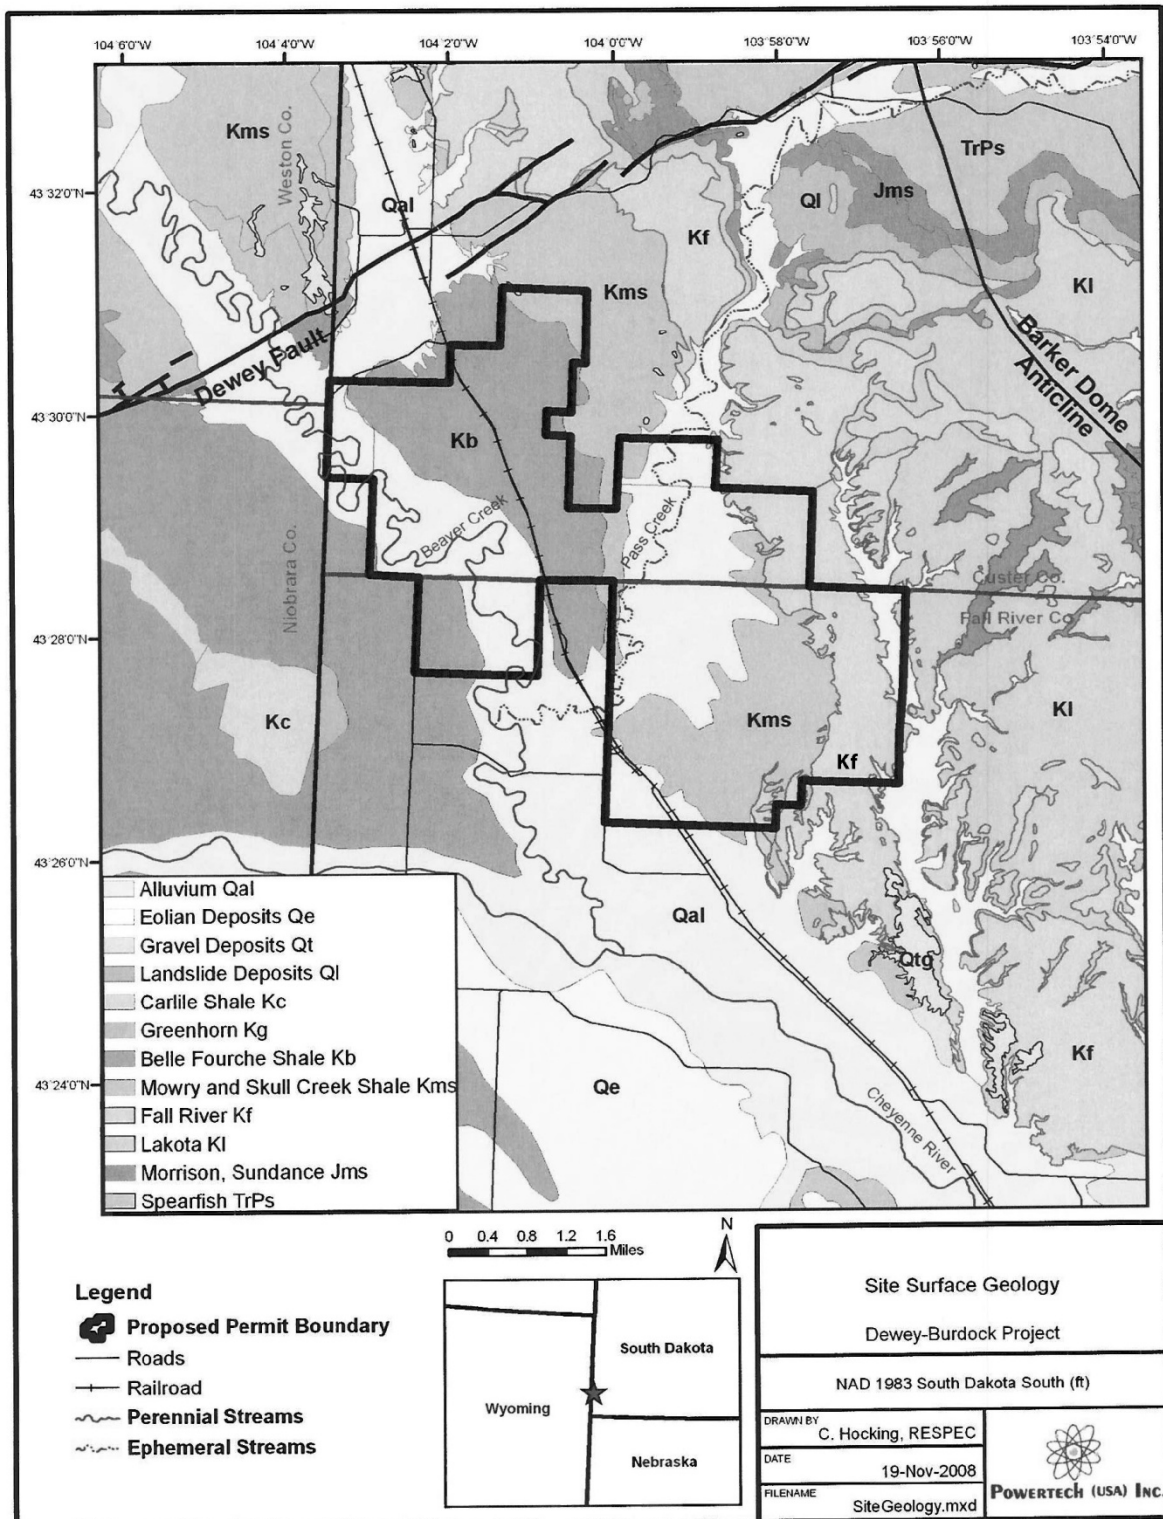 104°6'0"W 104°4'0"W 104°2'0"W 104°0'0"W 103°58'0"W 103°56'0"W 103°54'0"W
Kms
Weston Co.
TrPs
43°32'0"N
Qal
Ql
Jms
Kf
Kl
Kms
Barker Dome
Anticline
Dewey Fault
43°30'0"N
Kb
Beaver Creek
Pass Creek
Niobrara Co.
Custer Co.
Fall River Co.
43°28'0"N
Kc
Kms
Kl
Kf
43°26'0"N
Qal
Qtg
Qe
Kf
43°24'0"N
Cheyenne River
Alluvium Qal
Eolian Deposits Qe
Gravel Deposits Qt
Landslide Deposits Ql
Carlile Shale Kc
Greenhorn Kg
Belle Fourche Shale Kb
Mowry and Skull Creek Shale Kms
Fall River Kf
Lakota Kl
Morrison, Sundance Jms
Spearfish TrPs
0 0.4 0.8 1.2 1.6
Miles
N
Legend
Proposed Permit Boundary
Roads
Railroad
Perennial Streams
Ephemeral Streams
South Dakota
Wyoming
Nebraska
Site Surface Geology
Dewey-Burdock Project
NAD 1983 South Dakota South (ft)
DRAWN BY
C. Hocking, RESPEC
DATE
19-Nov-2008
FILENAME
SiteGeology.mxd
POWERTECH (USA) INC.